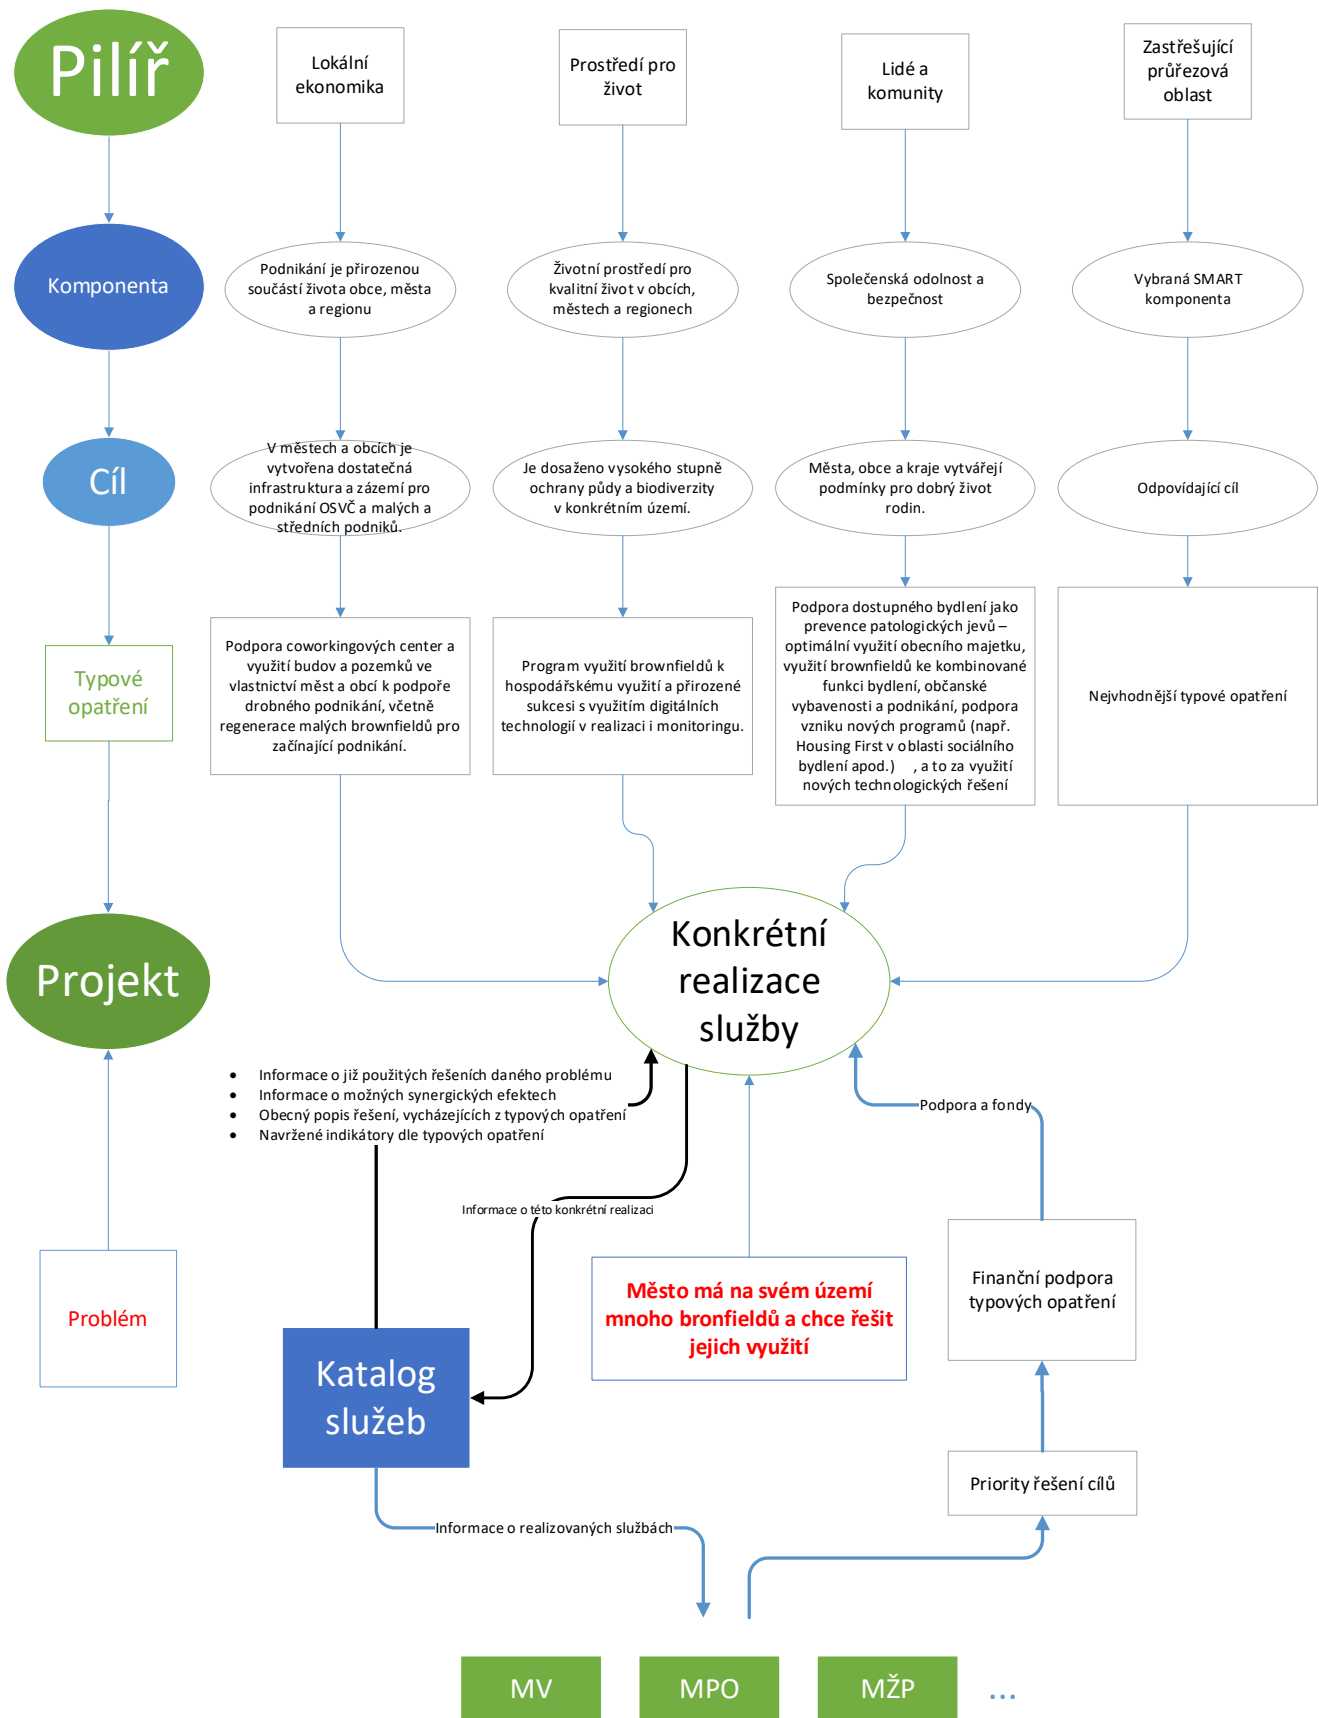 Pilíř
Lokální
ekonomika
Prostředí pro
život
Lidé a
komunity
Zastřešující
průřezová
oblast
Komponenta
Podnikání je přirozenou
součástí života obce, města
a regionu
Životní prostředí pro
kvalitní život v obcích,
městech a regionech
Společenská odolnost a
bezpečnost
Vybraná SMART
komponenta
Cíl
V městech a obcích je
vytvořena dostatečná
infrastruktura a zázemí pro
podnikání OSVČ a malých a
středních podniků.
Je dosaženo vysokého stupně
ochrany půdy a biodiverzity
v konkrétním území.
Města, obce a kraje vytvářejí
podmínky pro dobrý život
rodin.
Odpovídající cíl
Typové
opatření
Podpora coworkingových center a
využití budov a pozemků ve
vlastnictví měst a obcí k podpoře
drobného podnikání, včetně
regenerace malých brownfieldů pro
začínající podnikání.
Program využití brownfieldů k
hospodářskému využití a přirozené
sukcesi s využitím digitálních
technologií v realizaci i monitoringu.
Podpora dostupného bydlení jako
prevence patologických jevů –
optimální využití obecního majetku,
využití brownfieldů ke kombinované
funkci bydlení, občanské
vybavenosti a podnikání, podpora
vzniku nových programů (např.
Housing First v oblasti sociálního
bydlení apod.) , a to za využití
nových technologických řešení
Nejvhodnější typové opatření
Projekt
Konkrétní
realizace
služby
• Informace o již použitých řešeních daného problému
• Informace o možných synergických efektech
• Obecný popis řešení, vycházejících z typových opatření
• Navržené indikátory dle typových opatření
Podpora a fondy
Informace o této konkrétní realizaci
Problém
Město má na svém území
mnoho bronfieldů a chce řešit
jejich využití
Finanční podpora
typových opatření
Katalog
služeb
Priority řešení cílů
Informace o realizovaných službách
MV
MPO
MŽP
...